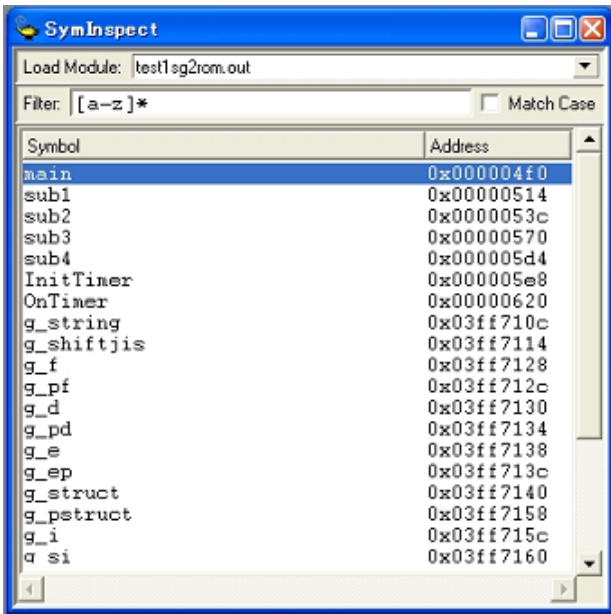 SymInspect
Load Module: test1sg2rom.out
Filter: [a-z]* Match Case
Symbol Address
main 0x000004f0
sub1 0x00000514
sub2 0x0000053c
sub3 0x00000570
sub4 0x000005d4
InitTimer 0x000005e8
OnTimer 0x00000620
g_string 0x03ff710c
g_shiftjis 0x03ff7114
g_f 0x03ff7128
g_pf 0x03ff712c
g_d 0x03ff7130
g_pd 0x03ff7134
g_e 0x03ff7138
g_ep 0x03ff713c
g_struct 0x03ff7140
g_pstruct 0x03ff7158
g_i 0x03ff715c
g_si 0x03ff7160